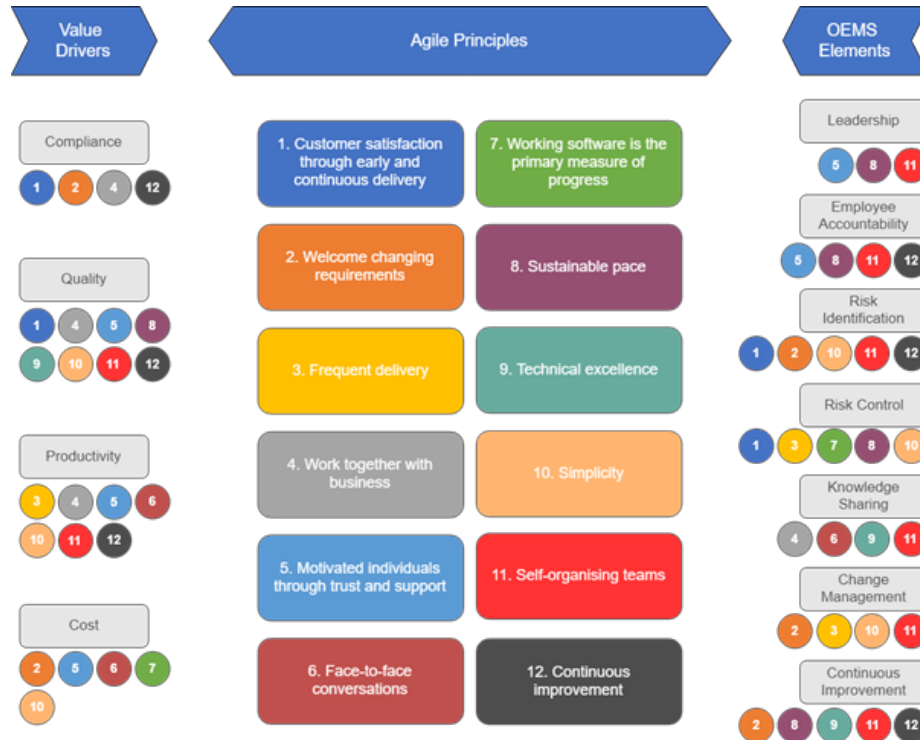 Value
Drivers
Agile Principles
OEMS
Elements
Compliance
1 2 4 12
Quality
1 4 5 8
9 10 11 12
Productivity
3 4 5 6
10 11 12
Cost
2 5 6 7
10
1. Customer satisfaction
through early and
continuous delivery
7. Working software is the
primary measure of
progress
2. Welcome changing
requirements
8. Sustainable pace
3. Frequent delivery
9. Technical excellence
4. Work together with
business
10. Simplicity
5. Motivated individuals
through trust and support
11. Self-organising teams
6. Face-to-face
conversations
12. Continuous
improvement
Leadership
5 8 11
Employee
Accountability
5 8 11 12
Risk
Identification
1 2 10 11 12
Risk Control
1 3 7 8 10
Knowledge
Sharing
4 6 9 11
Change
Management
2 3 10 11
Continuous
Improvement
2 8 9 11 12